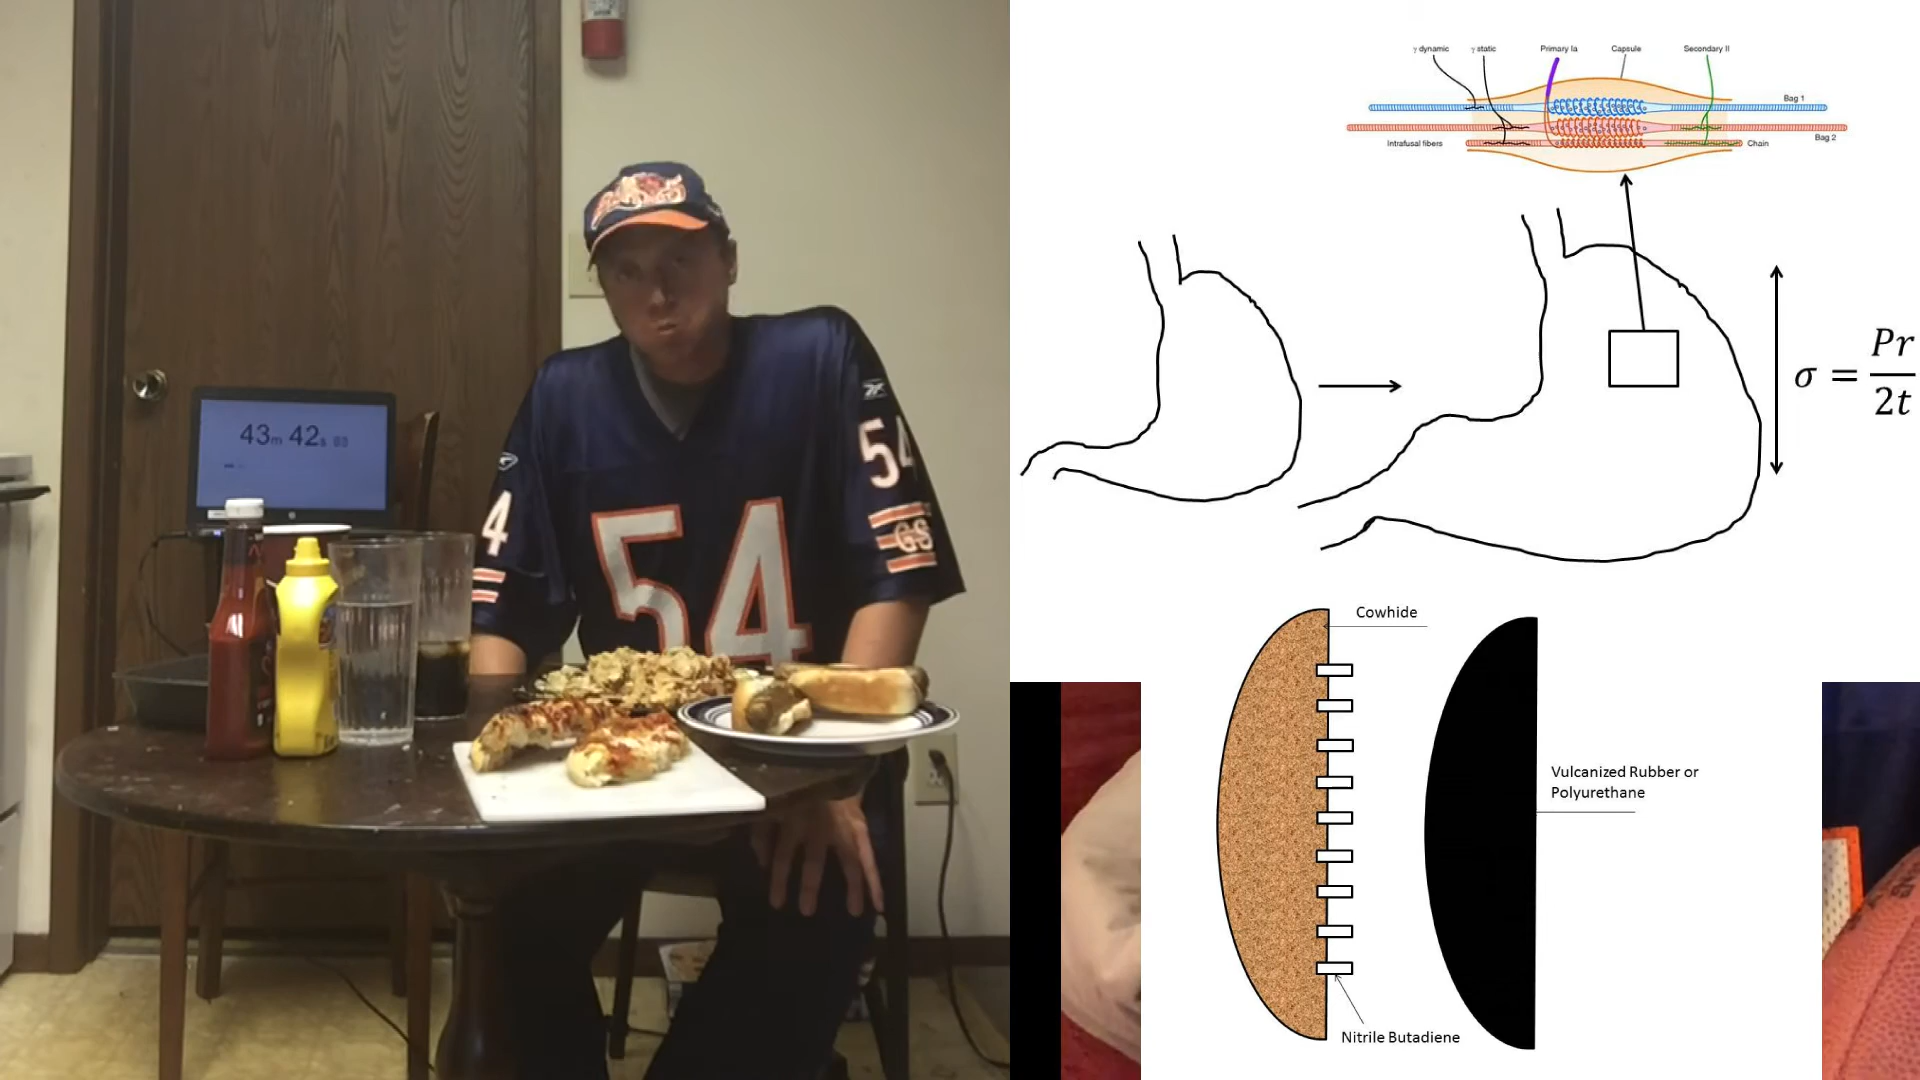 γ dynamic
γ static
Primary Ia
Capsule
Secondary II
Bag 1
Bag 2
Intrafusal fibers
Chain
σ = Pr
2t
43m 42s
54
4
54
GS
Cowhide
Vulcanized Rubber or
Polyurethane
Nitrile Butadiene